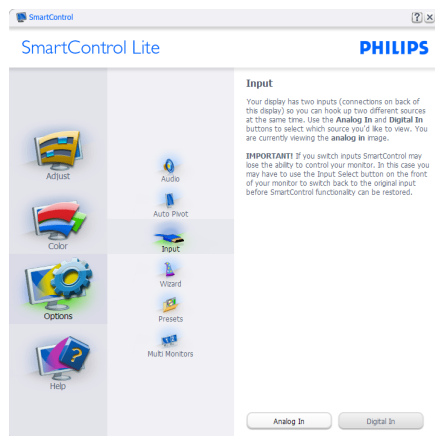 SmartControl
SmartControl Lite
PHILIPS
Adjust
Color
Options
Help
Audio
Auto Pivot
Input
Wizard
Presets
Multi Monitors
Input
Your display has two inputs (connections on back of
this display) so you can hook up two different sources
at the same time. Use the Analog In and Digital In
buttons to select which source you'd like to view. You
are currently viewing the analog in image.
IMPORTANT! If you switch inputs SmartControl may
lose the ability to control your monitor. In this case you
may have to use the Input Select button on the front
of your monitor to switch back to the original input
before SmartControl functionality can be restored.
Analog In
Digital In